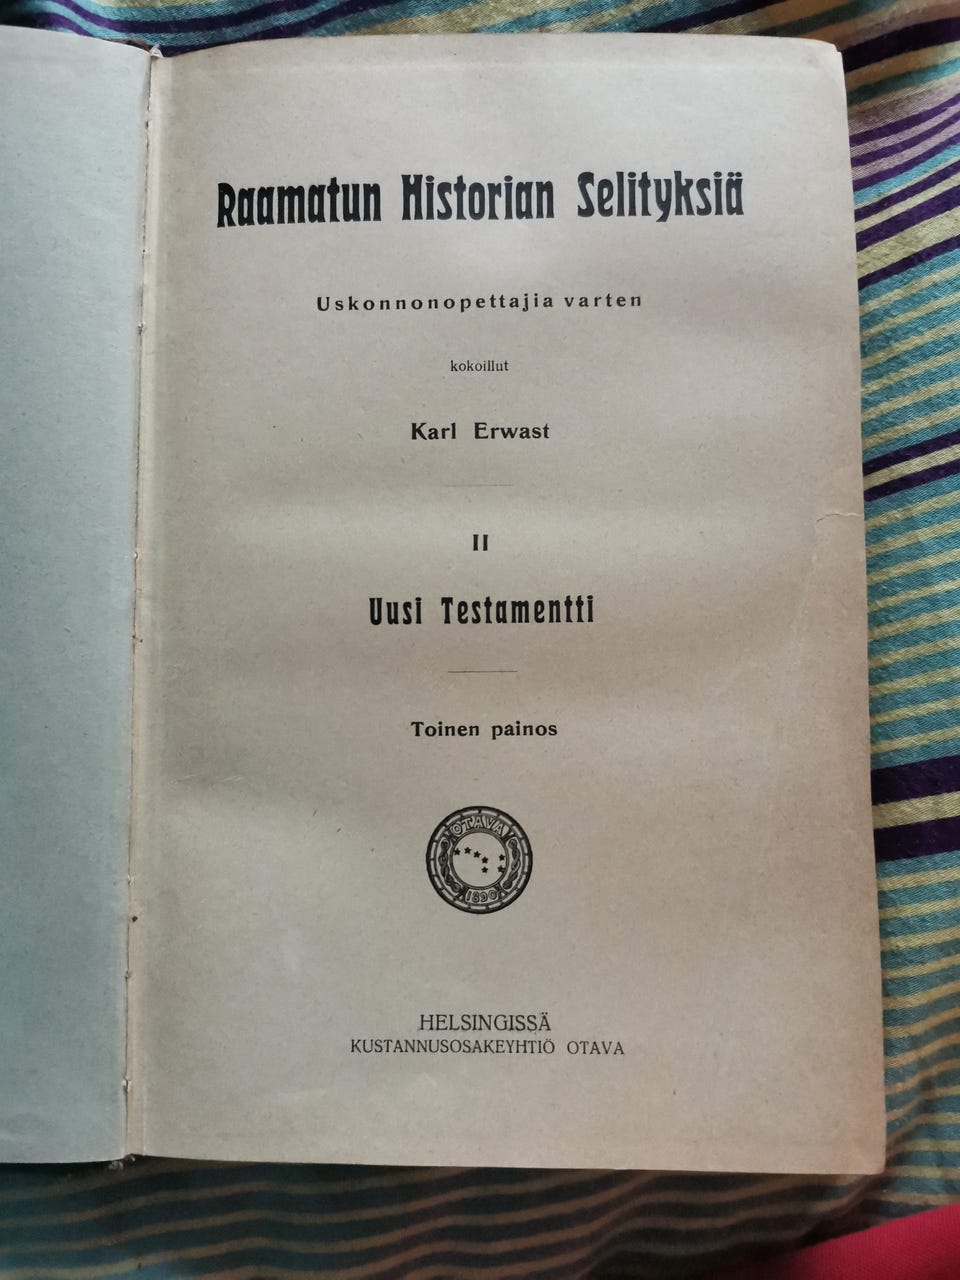 Raamatun Historian Selityksiä
Uskonnonopettajia varten
kokoillut
Karl Erwast
II
Uusi Testamentti
Toinen painos
OTAVA
1890
HELSINGISSÄ
KUSTANNUSOSAKEYHTIÖ OTAVA